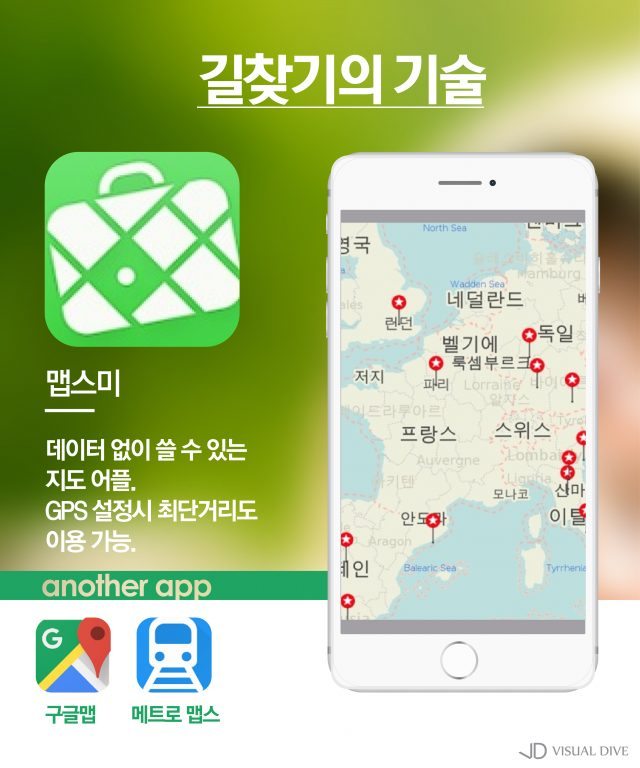 길찾기의 기술
맵스미
데이터 없이 쓸 수 있는
지도 어플.
GPS 설정시 최단거리도
이용 가능.
another app
G
구글맵
메트로 맵스
North Sea
영국
Wadden Sea
Hamburg
네덜란드
런던
독일
벨기에
룩셈부르크
저지
파리
Lorraine
알자스
프랑스
스위스
Auvergne
Lombar
Liguria
모나코
산마
안도라
이탈
Aragon
Balearic Sea
Tyrrhenia
VD VISUAL DIVE